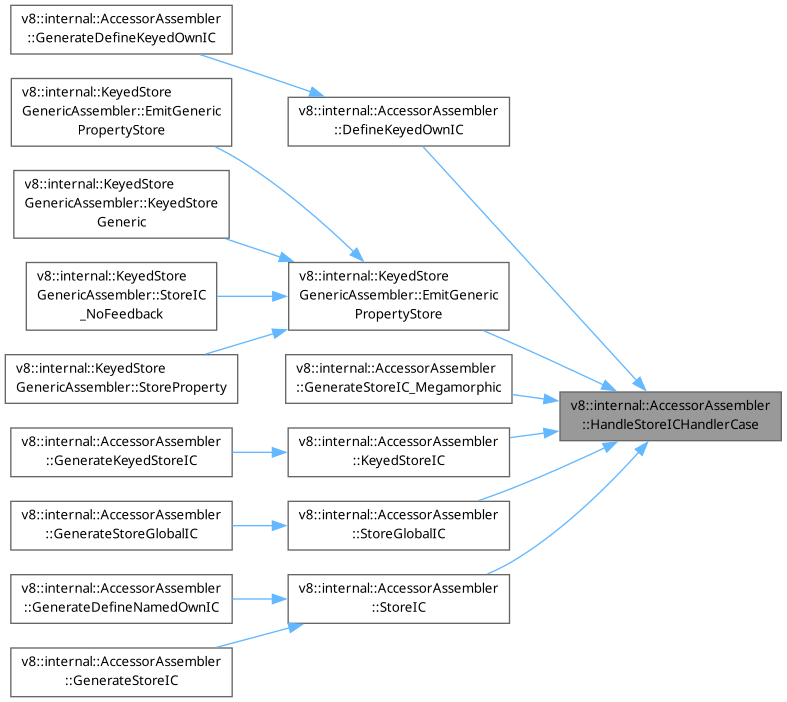 v8::internal::AccessorAssembler
::GenerateDefineKeyedOwnIC
v8::internal::KeyedStore
GenericAssembler::EmitGeneric
PropertyStore
v8::internal::KeyedStore
GenericAssembler::KeyedStore
Generic
v8::internal::KeyedStore
GenericAssembler::StoreIC
_NoFeedback
v8::internal::KeyedStore
GenericAssembler::StoreProperty
v8::internal::AccessorAssembler
::GenerateKeyedStoreIC
v8::internal::AccessorAssembler
::GenerateStoreGlobalIC
v8::internal::AccessorAssembler
::GenerateDefineNamedOwnIC
v8::internal::AccessorAssembler
::GenerateStoreIC
v8::internal::AccessorAssembler
::DefineKeyedOwnIC
v8::internal::KeyedStore
GenericAssembler::EmitGeneric
PropertyStore
v8::internal::AccessorAssembler
::GenerateStoreIC_Megamorphic
v8::internal::AccessorAssembler
::KeyedStoreIC
v8::internal::AccessorAssembler
::StoreGlobalIC
v8::internal::AccessorAssembler
::StoreIC
v8::internal::AccessorAssembler
::HandleStoreICHandlerCase